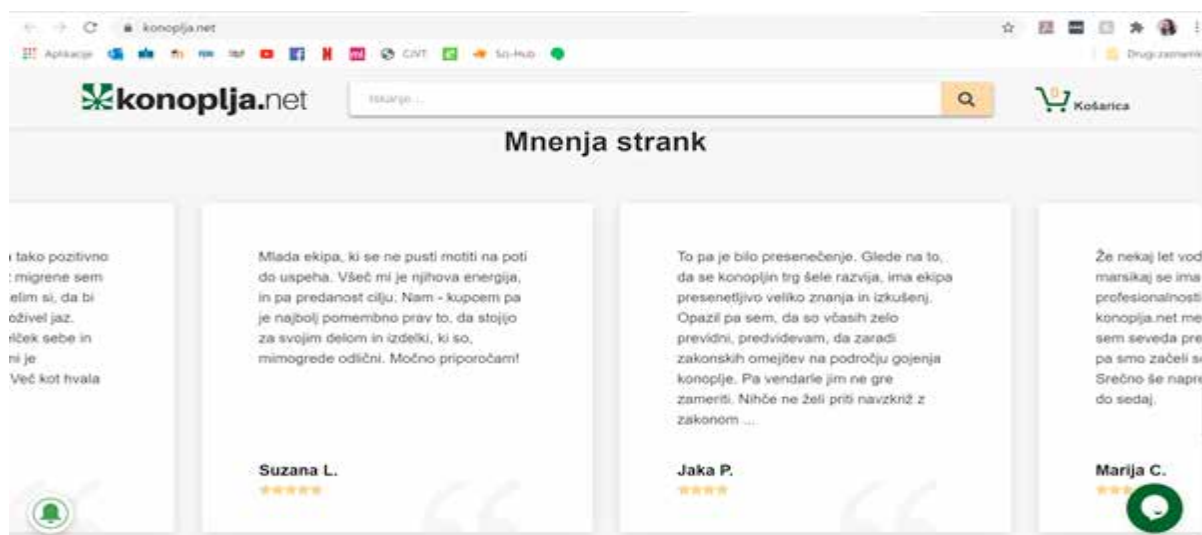 konoplja.net
Aplikacije
CIVT
Sci-Hub
Drugi zaznamki
konoplja.net
Iskanje ...
0
Košarica
Mnenja strank
tako pozitivno
migrene sem
elim si, da bi
oživel jaz.
lček sebe in
ni je
Več kot hvala
Mlada ekipa, ki se ne pusti motiti na poti
do uspeha. Všeč mi je njihova energija,
in pa predanost cilju. Nam - kupcem pa
je najbolj pomembno prav to, da stojijo
za svojim delom in izdelki, ki so,
mimogrede odlični. Močno priporočam!
Suzana L.
To pa je bilo presenečenje. Glede na to,
da se konopljin trg šele razvija, ima ekipa
presenetljivo veliko znanja in izkušenj.
Opazil pa sem, da so včasih zelo
previdni, predvidevam, da zaradi
zakonskih omejitev na področju gojenja
konoplje. Pa vendarle jim ne gre
zameriti. Nihče ne želi priti navzkriž z
zakonom ...
Jaka P.
Že nekaj let vod
marsikaj se ima
profesionalnosti
konoplja.net me
sem seveda pre
pa smo začeli s
Srečno še napre
do sedaj.
Marija C.